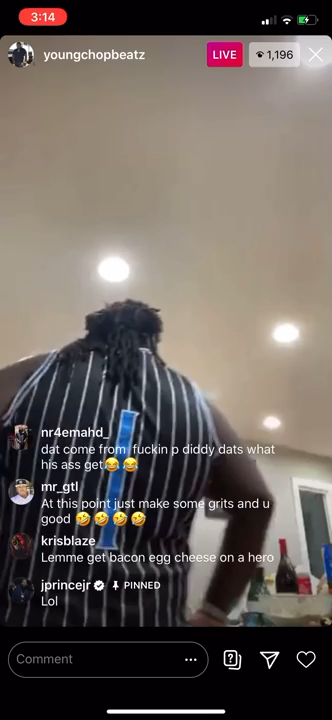 3:14
youngchopbeatz
LIVE
1,196
nr4emahd_
dat come from fuckin p diddy dats what
his ass get😂😂
mr_gtl
At this point just make some grits and u
good 🤣🤣🤣🤣
krisblaze_
Lemme get bacon egg cheese on a hero
jprincejr PINNED
Lol
Comment